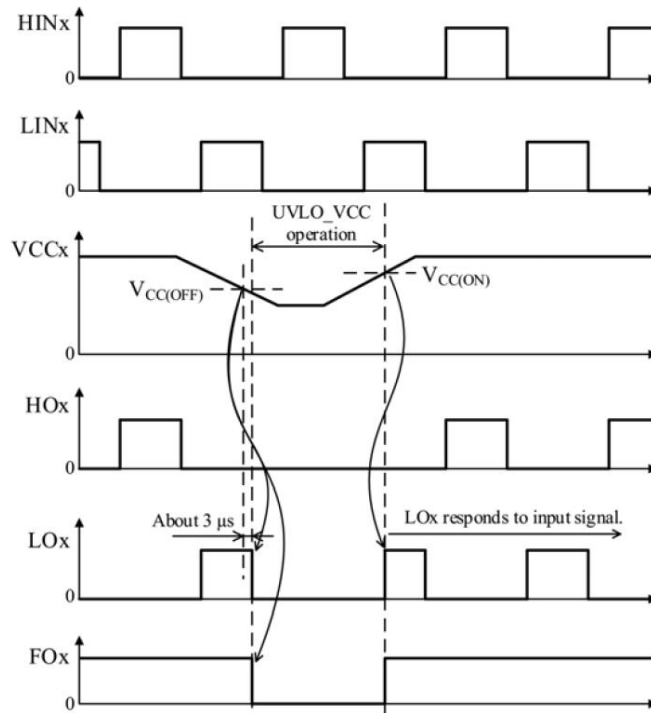 HINx
0
LINx
0
UVLO_VCC
operation
VCCx
VCC(OFF)
VCC(ON)
0
HOx
0
About 3 µs
LOx responds to input signal.
LOx
0
FOx
0